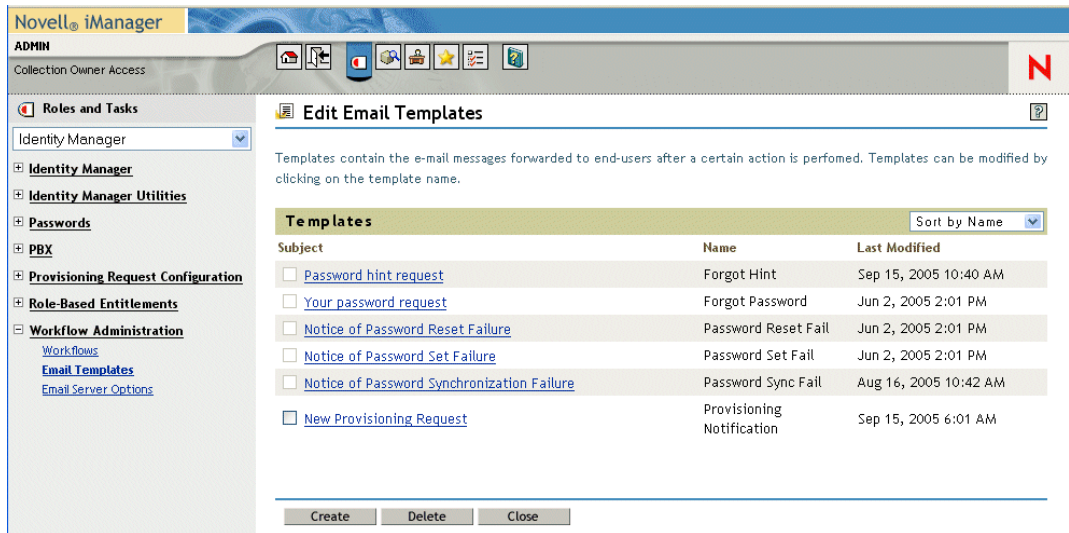 Novell® iManager
ADMIN
Collection Owner Access
N
Roles and Tasks
Identity Manager
Identity Manager
Identity Manager Utilities
Passwords
PBX
Provisioning Request Configuration
Role-Based Entitlements
Workflow Administration
Workflows
Email Templates
Email Server Options
Edit Email Templates
?
Templates contain the e-mail messages forwarded to end-users after a certain action is perfomed. Templates can be modified by
clicking on the template name.
Templates Sort by Name
Subject Name Last Modified
Password hint request Forgot Hint Sep 15, 2005 10:40 AM
Your password request Forgot Password Jun 2, 2005 2:01 PM
Notice of Password Reset Failure Password Reset Fail Jun 2, 2005 2:01 PM
Notice of Password Set Failure Password Set Fail Jun 2, 2005 2:01 PM
Notice of Password Synchronization Failure Password Sync Fail Aug 16, 2005 10:42 AM
New Provisioning Request Provisioning Notification Sep 15, 2005 6:01 AM
Create Delete Close